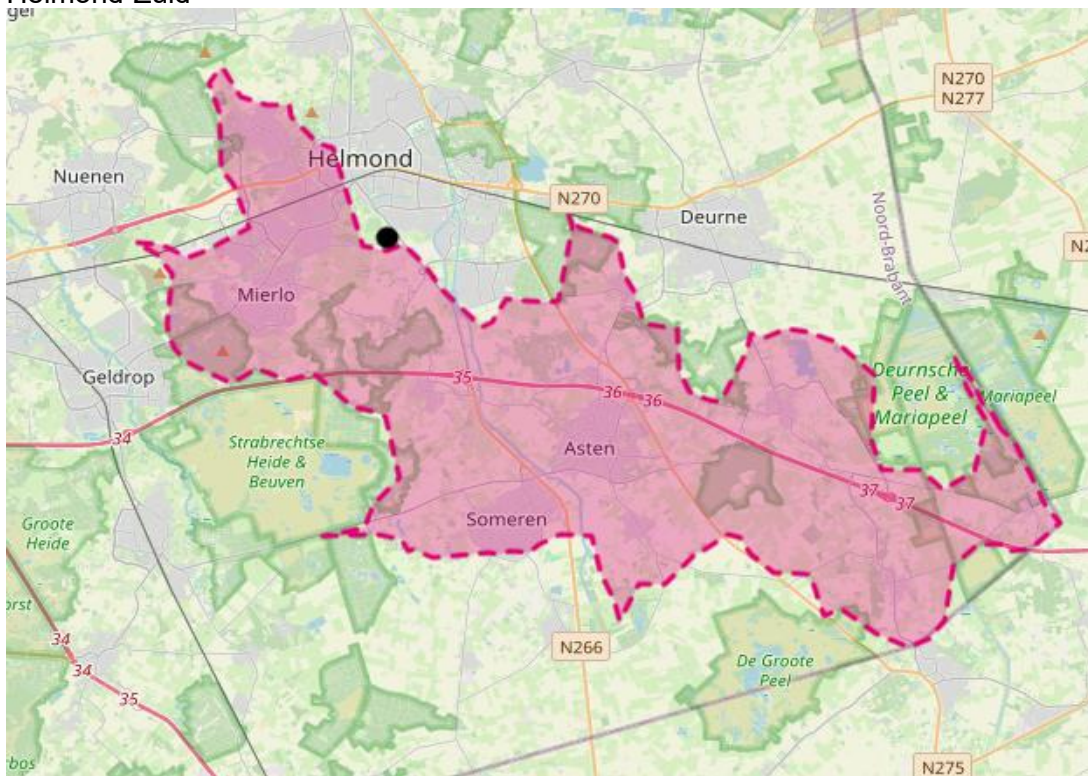 Helmond Zuid
N270
N277
Helmond
Nuenen
N270
Deurne
Noord-Brabant
Mierlo
Deurnsche
Peel &
Mariapeel
Mariapeel
Geldrop
35
36
36
34
Strabrechtse
Heide &
Beuven
Asten
37
37
Someren
Groote
Heide
34
N266
34
De Groote
Peel
35
N275